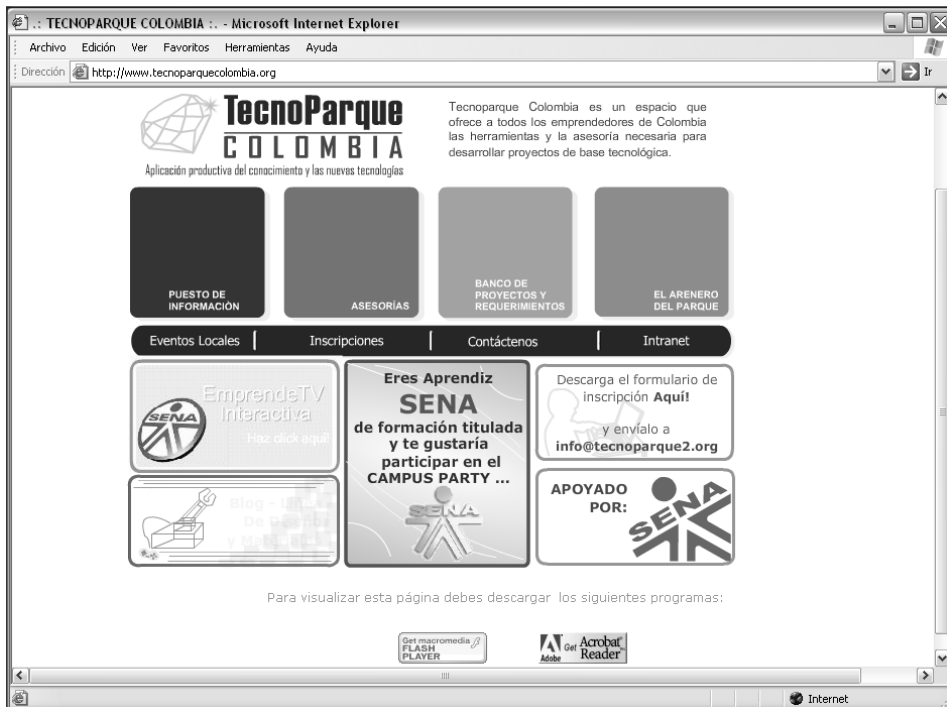 .: TECNOPARQUE COLOMBIA :. - Microsoft Internet Explorer
Archivo Edición Ver Favoritos Herramientas Ayuda
Dirección http://www.tecnoparquecolombia.org Ir
TecnoParque
COLOMBIA
Aplicación productiva del conocimiento y las nuevas tecnologías
Tecnoparque Colombia es un espacio que
ofrece a todos los emprendedores de Colombia
las herramientas y la asesoría necesaria para
desarrollar proyectos de base tecnológica.
PUESTO DE
INFORMACIÓN
ASESORÍAS
BANCO DE
PROYECTOS Y
REQUERIMIENTOS
EL ARENERO
DEL PARQUE
Eventos Locales Inscripciones Contáctenos Intranet
SENA
EmprendeTV
Interactiva
Haz click aquí!
Blog - Línea
De Diseño
y
Eres Aprendiz
SENA
de formación titulada
y te gustaría
participar en el
CAMPUS PARTY ...
SENA
Descarga el formulario de
inscripción Aquí!
y envíalo a
info@tecnoparque2.org
APOYADO
POR:
SENA
Para visualizar esta página debes descargar los siguientes programas:
Get macromedia
FLASH
PLAYER
Adobe
Get Acrobat
Reader
Internet